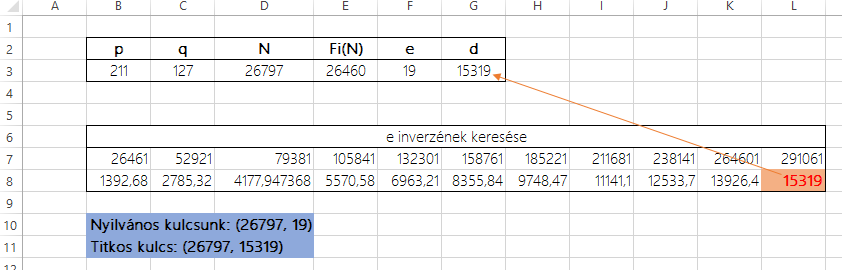 A B C D E F G H I J K L
1
2 p q N Fi(N) e d
3 211 127 26797 26460 19 15319
4
5
6 e inverzének keresése
7 26461 52921 79381 105841 132301 158761 185221 211681 238141 264601 291061
8 1392,68 2785,32 4177,947368 5570,58 6963,21 8355,84 9748,47 11141,1 12533,7 13926,4 15319
9
10 Nyilvános kulcsunk: (26797, 19)
11 Titkos kulcs: (26797, 15319)
12